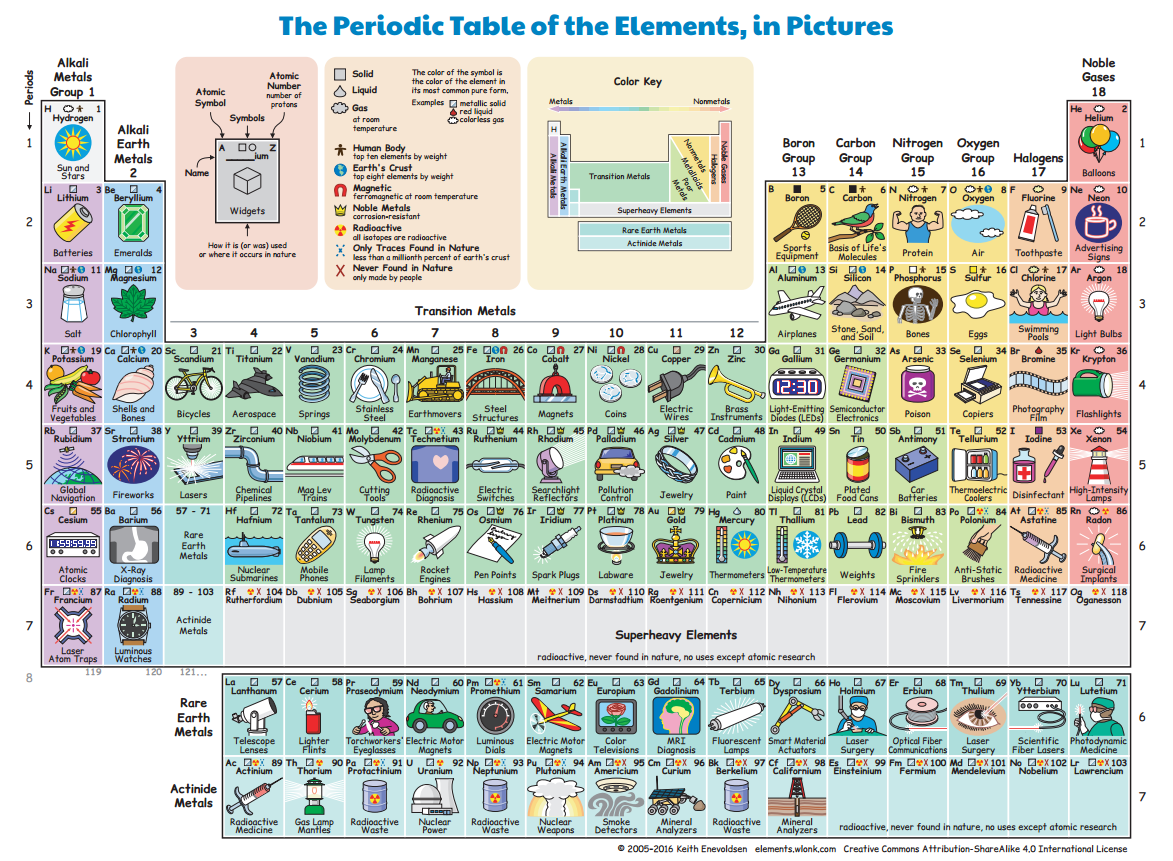 The Periodic Table of the Elements, in Pictures
Alkali
Metals
Group 1
Noble
Gases
18
Periods
Atomic
Symbol
Atomic
Number
number of
protons
Symbols
A Z
____ium
Name
Widgets
How it is (or was) used
or where it occurs in nature
Solid
Liquid
Gas
at room
temperature
The color of the symbol is
the color of the element in
its most common pure form.
Examples
metallic solid
red liquid
colorless gas
Human Body
top ten elements by weight
Earth's Crust
top eight elements by weight
Magnetic
ferromagnetic at room temperature
Noble Metals
corrosion-resistant
Radioactive
all isotopes are radioactive
Only Traces Found in Nature
less than a millionth percent of earth's crust
Never Found in Nature
only made by people
Color Key
Metals Nonmetals
H
Alkali Metals
Alkali Earth Metals
Transition Metals
Poor Metals
Metalloids
Nonmetals
Halogens
Noble Gases
Superheavy Elements
Rare Earth Metals
Actinide Metals
1
H 1
Hydrogen
Sun and
Stars
He 2
Helium
Balloons
1
Alkali
Earth
Metals
2
Boron
Group
13
Carbon
Group
14
Nitrogen
Group
15
Oxygen
Group
16
Halogens
17
2
Li 3
Lithium
Batteries
Be 4
Beryllium
Emeralds
B 5
Boron
Sports
Equipment
C 6
Carbon
Basis of Life's
Molecules
N 7
Nitrogen
Protein
O 8
Oxygen
Air
F 9
Fluorine
Toothpaste
Ne 10
Neon
Advertising
Signs
2
3
Na 11
Sodium
Salt
Mg 12
Magnesium
Chlorophyll
Al 13
Aluminum
Airplanes
Si 14
Silicon
Stone, Sand,
and Soil
P 15
Phosphorus
Bones
S 16
Sulfur
Eggs
Cl 17
Chlorine
Swimming
Pools
Ar 18
Argon
Light Bulbs
3
Transition Metals
3 4 5 6 7 8 9 10 11 12
4
K 19
Potassium
Fruits and
Vegetables
Ca 20
Calcium
Shells and
Bones
Sc 21
Scandium
Bicycles
Ti 22
Titanium
Aerospace
V 23
Vanadium
Springs
Cr 24
Chromium
Stainless
Steel
Mn 25
Manganese
Earthmovers
Fe 26
Iron
Steel
Structures
Co 27
Cobalt
Magnets
Ni 28
Nickel
Coins
Cu 29
Copper
Electric
Wires
Zn 30
Zinc
Brass
Instruments
Ga 31
Gallium
12:30
Light-Emitting
Diodes (LEDs)
Ge 32
Germanium
Semiconductor
Electronics
As 33
Arsenic
Poison
Se 34
Selenium
Copiers
Br 35
Bromine
Photography
Film
Kr 36
Krypton
Flashlights
4
5
Rb 37
Rubidium
Global
Navigation
Sr 38
Strontium
Fireworks
Y 39
Yttrium
Lasers
Zr 40
Zirconium
Chemical
Pipelines
Nb 41
Niobium
Mag Lev
Trains
Mo 42
Molybdenum
Cutting
Tools
Tc 43
Technetium
Radioactive
Diagnosis
Ru 44
Ruthenium
Electric
Switches
Rh 45
Rhodium
Searchlight
Reflectors
Pd 46
Palladium
Pollution
Control
Ag 47
Silver
Jewelry
Cd 48
Cadmium
Paint
In 49
Indium
Liquid Crystal
Displays (LCDs)
Sn 50
Tin
Plated
Food Cans
Sb 51
Antimony
Car
Batteries
Te 52
Tellurium
Thermoelectric
Coolers
I 53
Iodine
Disinfectant
Xe 54
Xenon
High-Intensity
Lamps
5
6
Cs 55
Cesium
Atomic
Clocks
Ba 56
Barium
X-Ray
Diagnosis
57 - 71
Rare
Earth
Metals
Hf 72
Hafnium
Nuclear
Submarines
Ta 73
Tantalum
Mobile
Phones
W 74
Tungsten
Lamp
Filaments
Re 75
Rhenium
Rocket
Engines
Os 76
Osmium
Pen Points
Ir 77
Iridium
Spark Plugs
Pt 78
Platinum
Labware
Au 79
Gold
Jewelry
Hg 80
Mercury
Thermometers
Tl 81
Thallium
Low-Temperature
Thermometers
Pb 82
Lead
Weights
Bi 83
Bismuth
Fire
Sprinklers
Po 84
Polonium
Anti-Static
Brushes
At 85
Astatine
Radioactive
Medicine
Rn 86
Radon
Surgical
Implants
6
7
Fr 87
Francium
Laser
Atom Traps
Ra 88
Radium
Luminous
Watches
89 - 103
Actinide
Metals
Rf 104
Rutherfordium
Db 105
Dubnium
Sg 106
Seaborgium
Bh 107
Bohrium
Hs 108
Hassium
Mt 109
Meitnerium
Ds 110
Darmstadtium
Rg 111
Roentgenium
Cn 112
Copernicium
Nh 113
Nihonium
Fl 114
Flerovium
Mc 115
Moscovium
Lv 116
Livermorium
Ts 117
Tennessine
Og 118
Oganesson
7
Superheavy Elements
radioactive, never found in nature, no uses except atomic research
8
119 120 121...
Rare
Earth
Metals
La 57
Lanthanum
Telescope
Lenses
Ce 58
Cerium
Lighter
Flints
Pr 59
Praseodymium
Torchworkers'
Eyeglasses
Nd 60
Neodymium
Electric Motor
Magnets
Pm 61
Promethium
Luminous
Dials
Sm 62
Samarium
Electric Motor
Magnets
Eu 63
Europium
Color
Televisions
Gd 64
Gadolinium
MRI
Diagnosis
Tb 65
Terbium
Fluorescent
Lamps
Dy 66
Dysprosium
Smart Material
Actuators
Ho 67
Holmium
Laser
Surgery
Er 68
Erbium
Optical Fiber
Communications
Tm 69
Thulium
Laser
Surgery
Yb 70
Ytterbium
Scientific
Fiber Lasers
Lu 71
Lutetium
Photodynamic
Medicine
6
Actinide
Metals
Ac 89
Actinium
Radioactive
Medicine
Th 90
Thorium
Gas Lamp
Mantles
Pa 91
Protactinium
Radioactive
Waste
U 92
Uranium
Nuclear
Power
Np 93
Neptunium
Radioactive
Waste
Pu 94
Plutonium
Nuclear
Weapons
Am 95
Americium
Smoke
Detectors
Cm 96
Curium
Mineral
Analyzers
Bk 97
Berkelium
Radioactive
Waste
Cf 98
Californium
Mineral
Analyzers
Es 99
Einsteinium
Fm 100
Fermium
Md 101
Mendelevium
No 102
Nobelium
Lr 103
Lawrencium
7
radioactive, never found in nature, no uses except atomic research
© 2005-2016 Keith Enevoldsen elements.wlonk.com Creative Commons Attribution-ShareAlike 4.0 International License